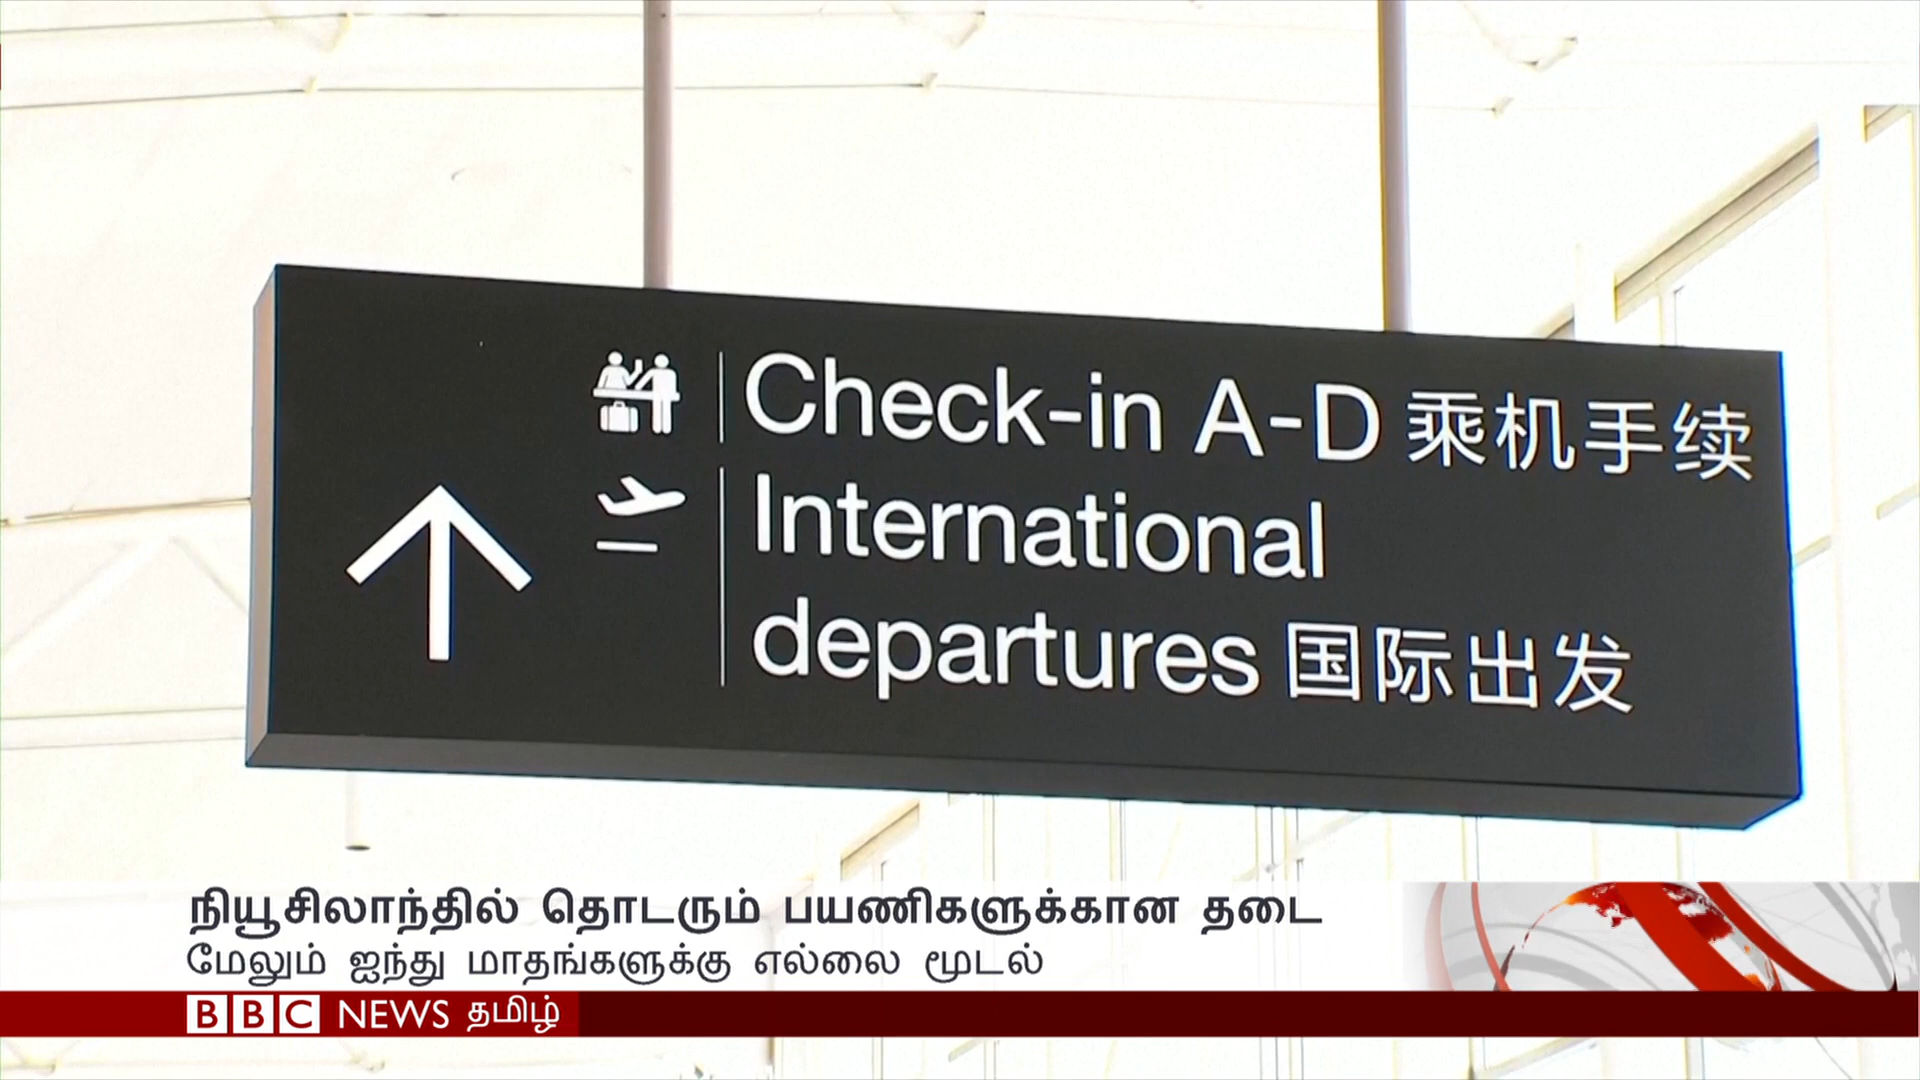 Check-in A-D 乘机手续
International
departures 国际出发
நியூசிலாந்தில் தொடரும் பயணிகளுக்கான தடை
மேலும் ஐந்து மாதங்களுக்கு எல்லை மூடல்
BBC NEWS தமிழ்